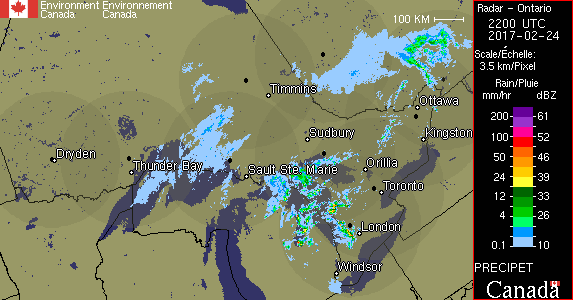 Environment Environnement
Canada Canada
100 KM
Timmins
Ottawa
Sudbury
Kingston
Dryden
Thunder Bay
Sault Ste. Marie
Orillia
Toronto
London
Windsor
Radar - Ontario
2200 UTC
2017-02-24
Scale/Échelle:
3.5 km/Pixel
Rain/Pluie
mm/hr dBZ
200 61
100 52
50 46
24 39
12 33
4 26
0.1 10
PRECIPET
Canada